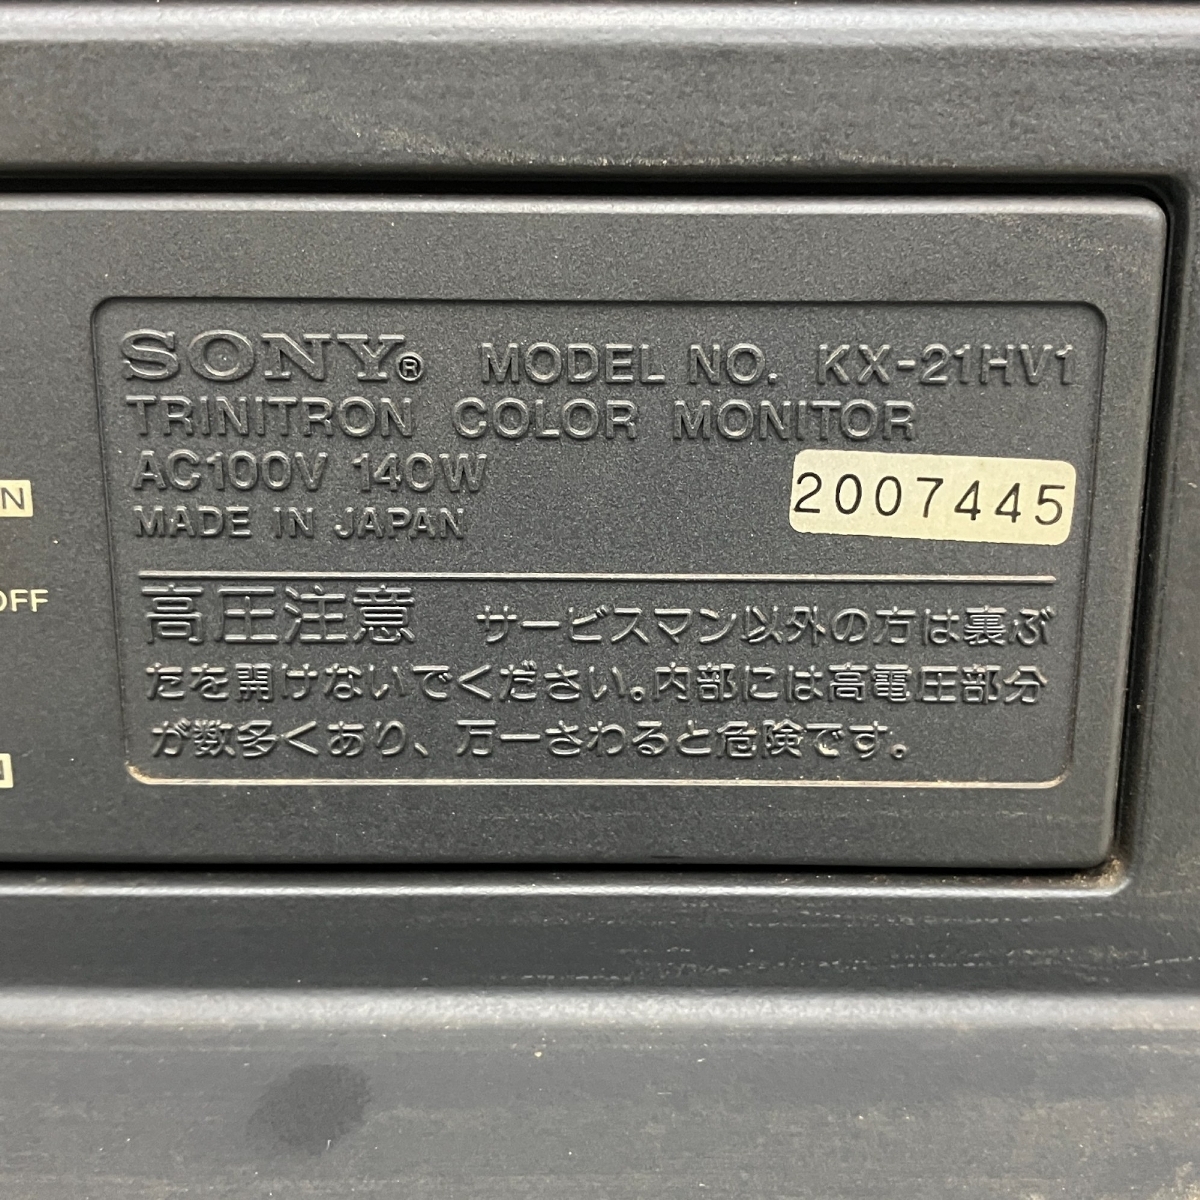 SONY® MODEL NO. KX-21HV1
TRINITRON COLOR MONITOR
AC100V 140W
2007445
MADE IN JAPAN
高圧注意 サービスマン以外の方は裏ぶ
たを開けないでください。内部には高電圧部分
が数多くあり、万一さわると危険です。
OFF